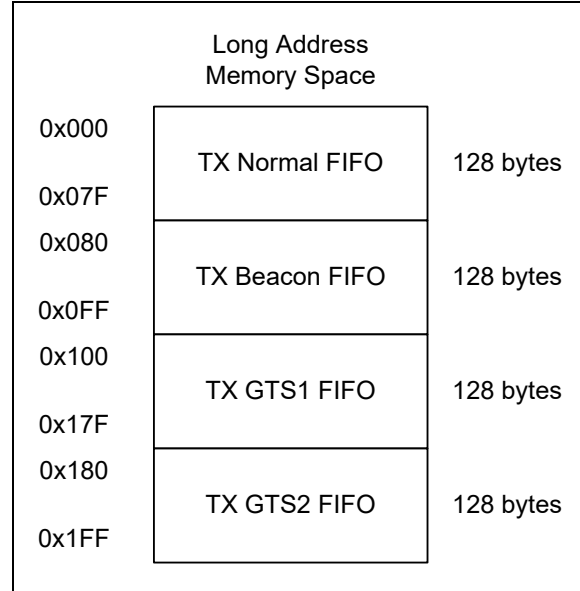 Long Address
Memory Space
0x000
TX Normal FIFO 128 bytes
0x07F
0x080
TX Beacon FIFO 128 bytes
0x0FF
0x100
TX GTS1 FIFO 128 bytes
0x17F
0x180
TX GTS2 FIFO 128 bytes
0x1FF